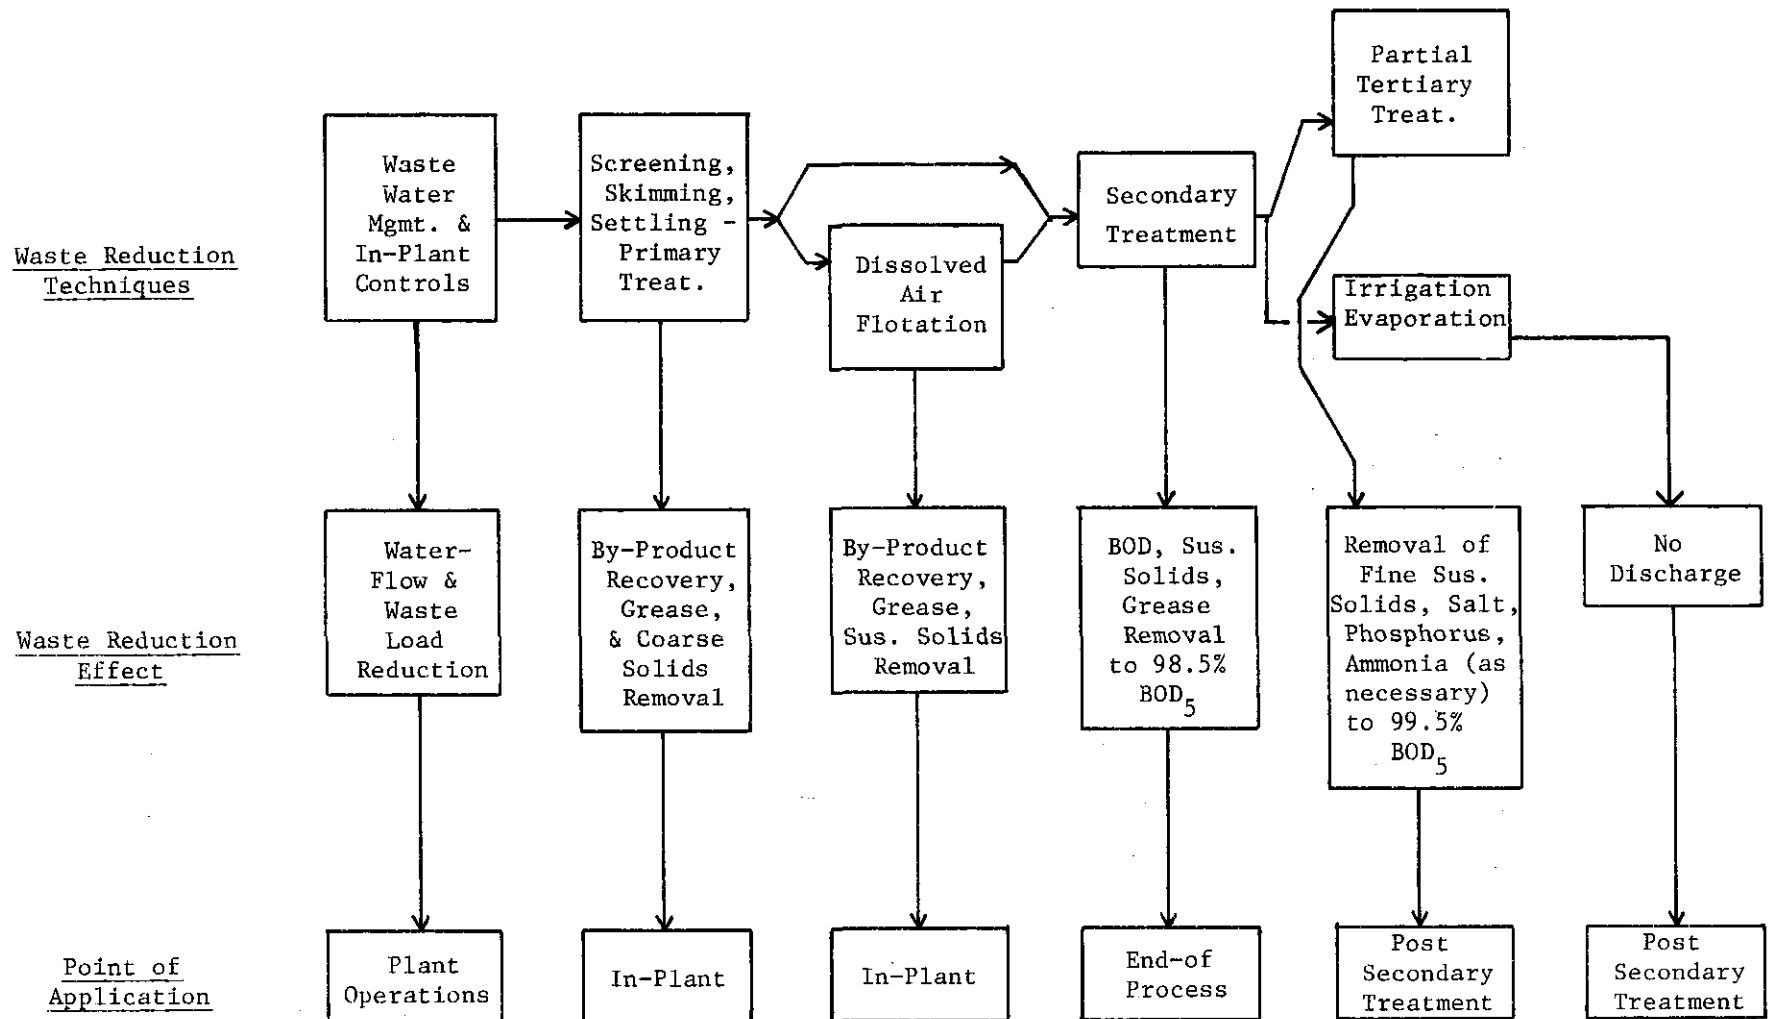 Waste Reduction
Techniques
Waste
Water
Mgmt. &
In-Plant
Controls
Screening,
Skimming,
Settling -
Primary
Treat.
Dissolved
Air
Flotation
Secondary
Treatment
Partial
Tertiary
Treat.
Irrigation
Evaporation
Waste Reduction
Effect
Water-
Flow &
Waste
Load
Reduction
By-Product
Recovery,
Grease,
& Coarse
Solids
Removal
By-Product
Recovery,
Grease,
Sus. Solids
Removal
BOD, Sus.
Solids,
Grease
Removal
to 98.5%
BOD5
Removal of
Fine Sus.
Solids, Salt,
Phosphorus,
Ammonia (as
necessary)
to 99.5%
BOD5
No
Discharge
Point of
Application
Plant
Operations
In-Plant
In-Plant
End-of
Process
Post
Secondary
Treatment
Post
Secondary
Treatment